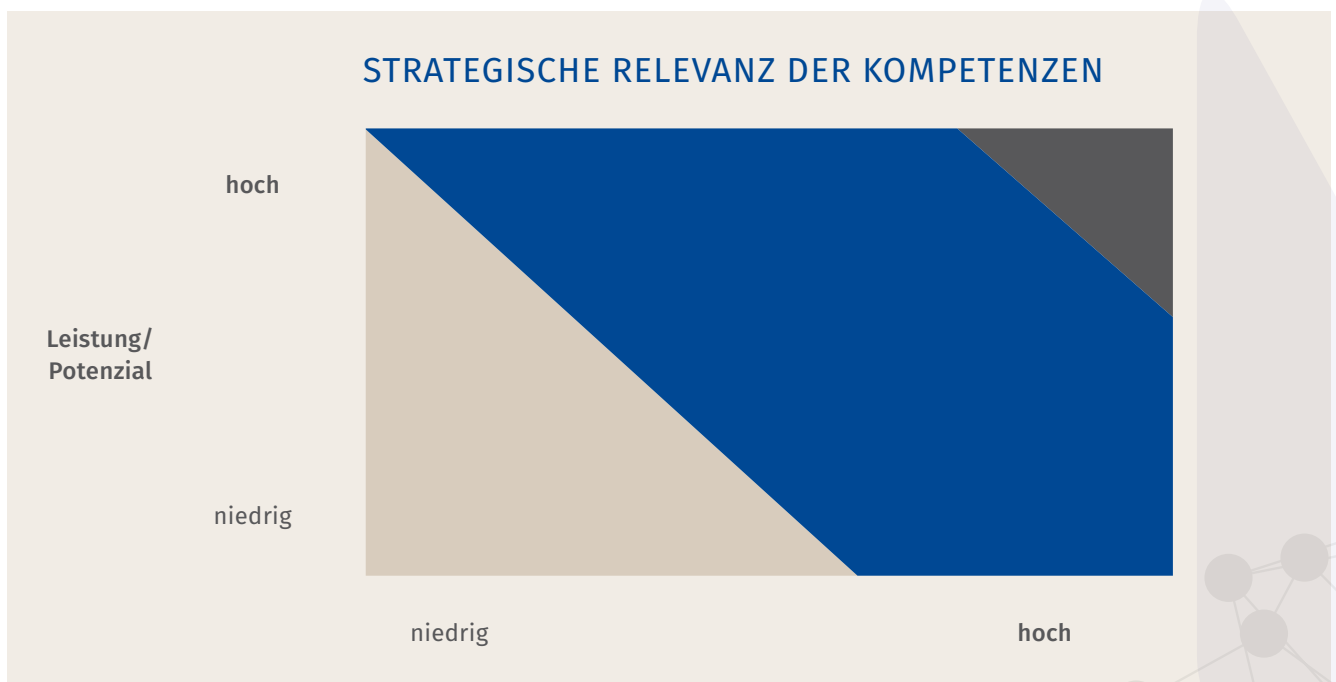 STRATEGISCHE RELEVANZ DER KOMPETENZEN
hoch
Leistung/
Potenzial
niedrig
niedrig
hoch